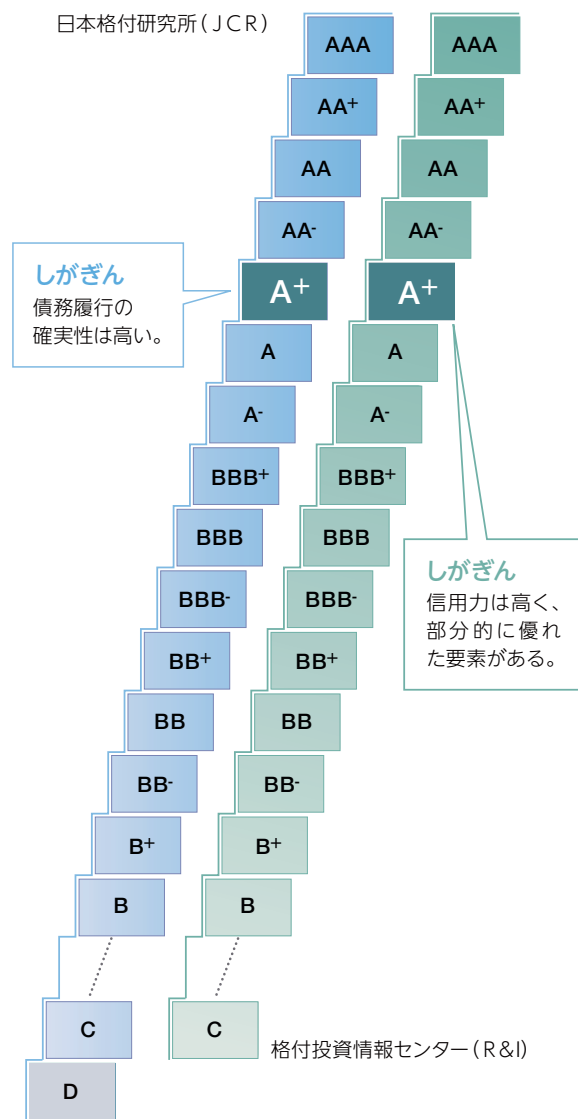 日本格付研究所（JCR）
AAA
AA+
AA
AA-
A+
A
A-
BBB+
BBB
BBB-
BB+
BB
BB-
B+
B
C
D
しがぎん
債務履行の
確実性は高い。
AAA
AA+
AA
AA-
A+
A
A-
BBB+
BBB
BBB-
BB+
BB
BB-
B+
B
C
しがぎん
信用力は高く、
部分的に優れ
た要素がある。
格付投資情報センター（R&I）